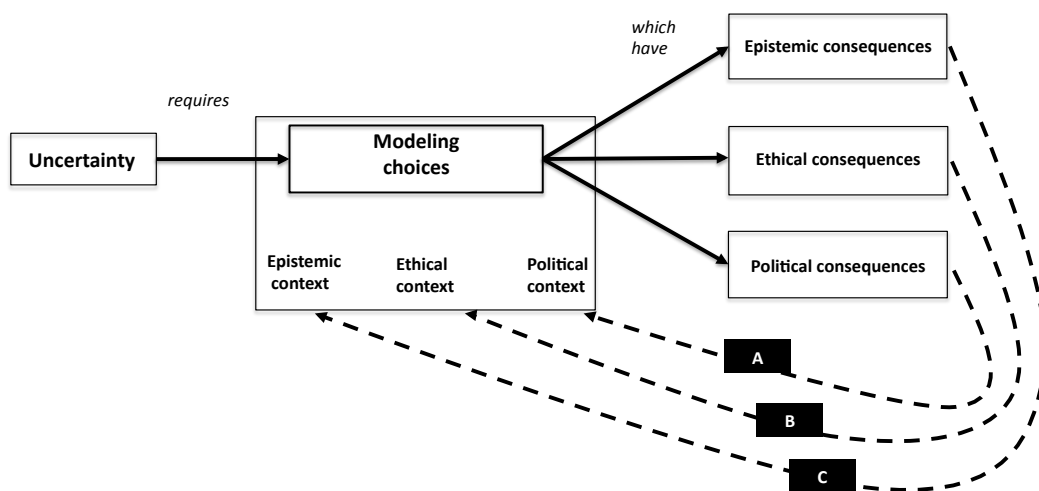 which
have
Epistemic consequences
requires
Modeling
choices
Uncertainty
Ethical consequences
Epistemic
context
Ethical
context
Political
context
Political consequences
A
B
C